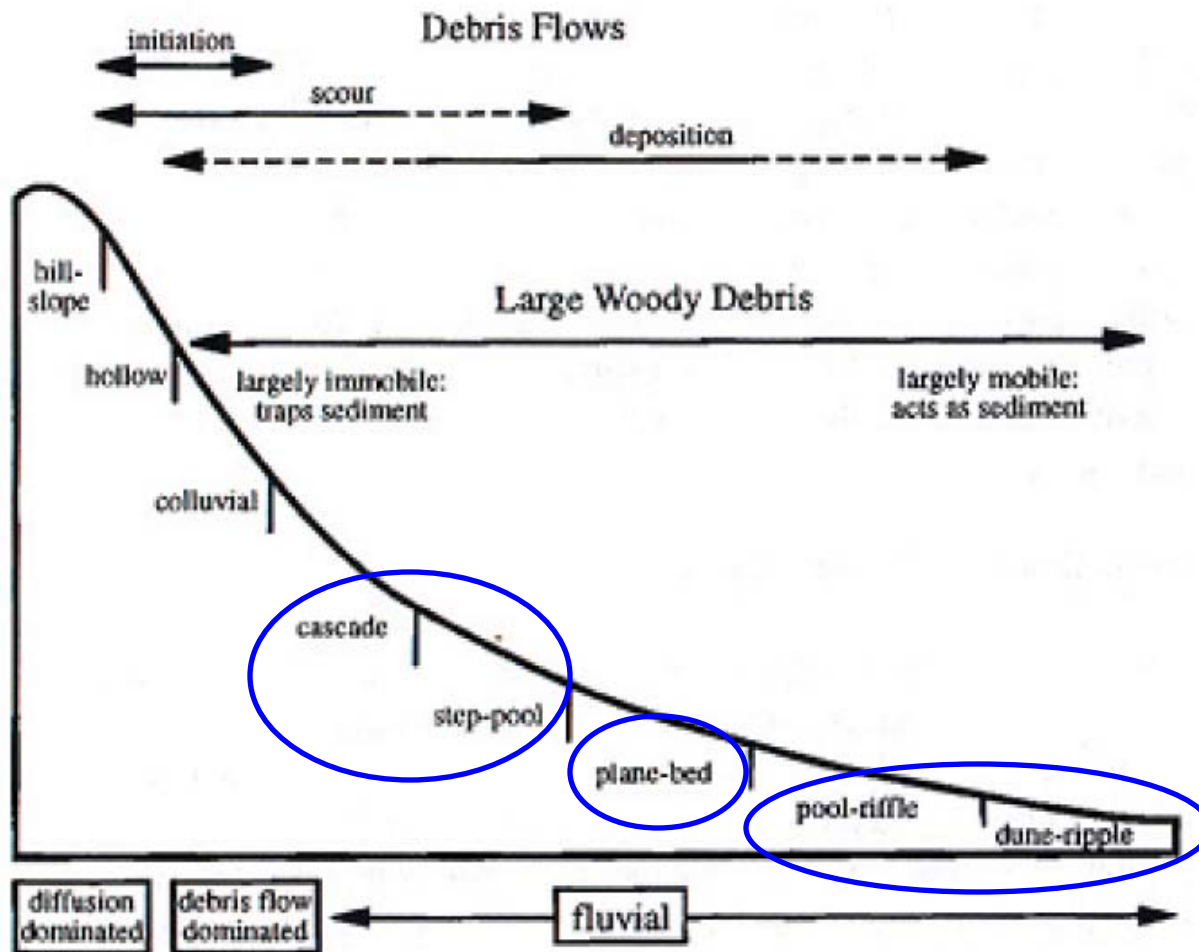 Debris Flows
initiation
scour
deposition
hill-
slope
Large Woody Debris
hollow
largely immobile:
traps sediment
largely mobile:
acts as sediment
colluvial
cascade
step-pool
plane-bed
pool-riffle
dune-ripple
diffusion
dominated
debris flow
dominated
fluvial